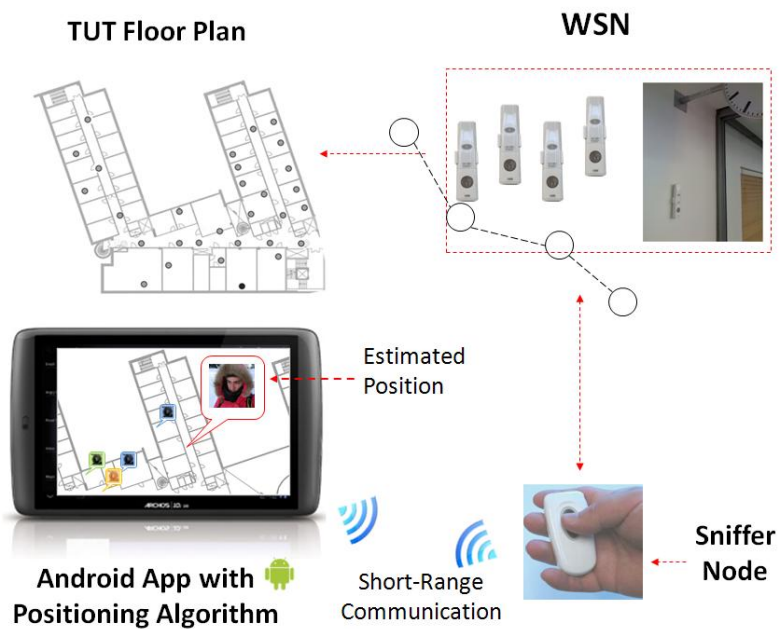 TUT Floor Plan
WSN
Estimated
Position
ARCHOS
Sniffer
Node
Android App with
Positioning Algorithm
Short-Range
Communication